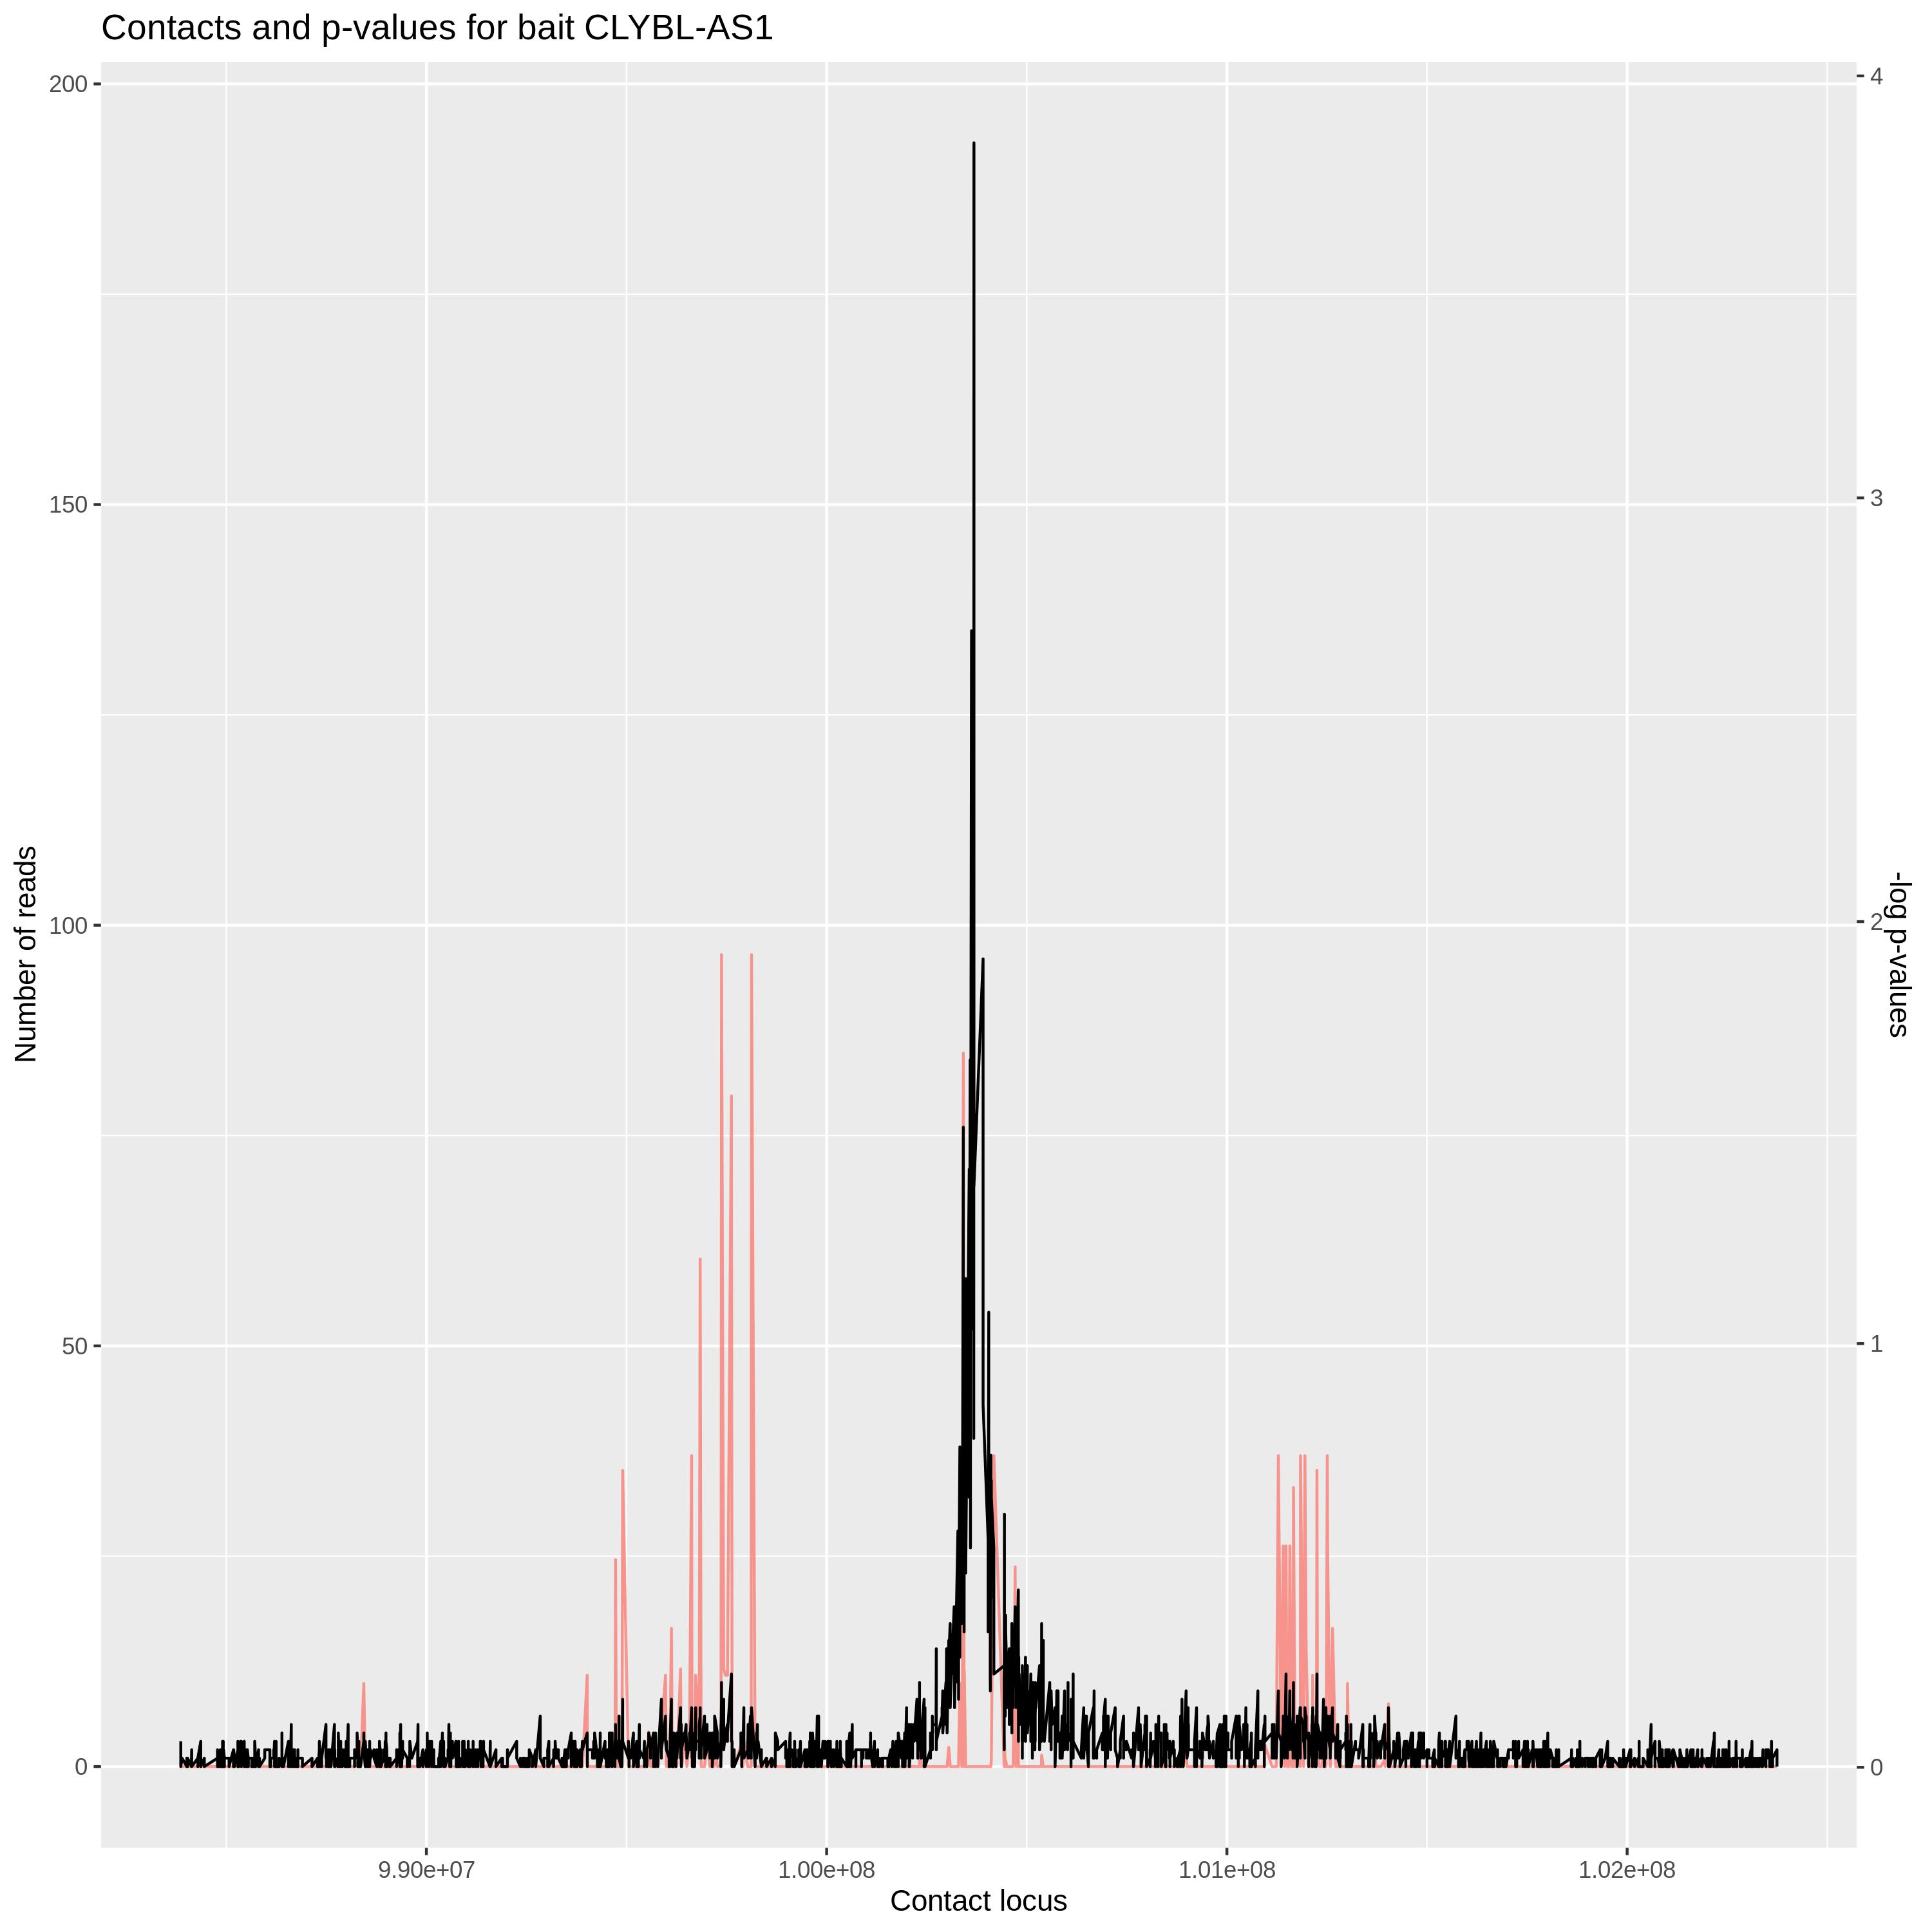 Contacts and p-values for bait CLYBL-AS1
200
150
100
50
0
Number of reads
4
3
2
1
0
-log p-values
9.90e+07
1.00e+08
1.01e+08
1.02e+08
Contact locus